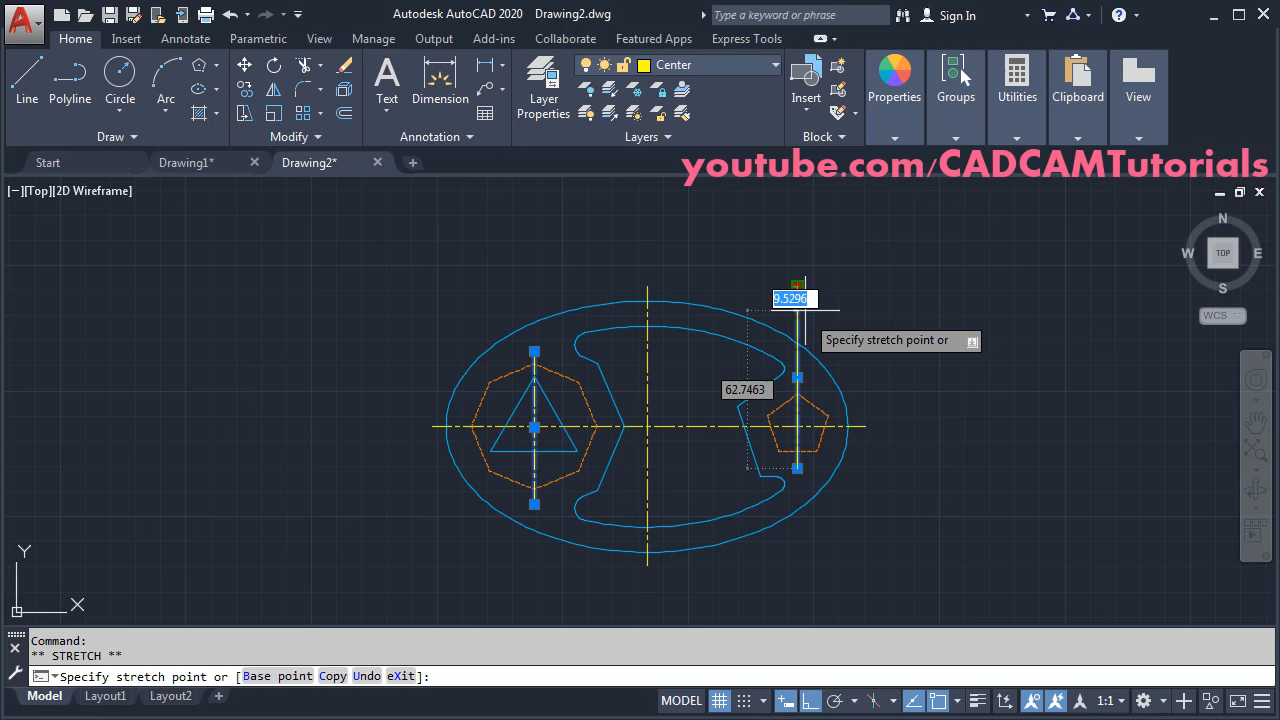 Autodesk AutoCAD 2020 Drawing2.dwg
Type a keyword or phrase
Sign In
Home Insert Annotate Parametric View Manage Output Add-ins Collaborate Featured Apps Express Tools
Line Polyline Circle Arc
Text Dimension
Layer
Properties
Center
Insert
Properties Groups Utilities Clipboard View
Draw Modify Annotation Layers Block
Start Drawing1* Drawing2*
youtube.com/CADCAMTutorials
[−][Top][2D Wireframe]
N
W TOP E
S
WCS
9.5296
Specify stretch point or
62.7463
Y
X
Command:
** STRETCH **
Specify stretch point or [Base point Copy Undo eXit]:
Model Layout1 Layout2
MODEL 1:1